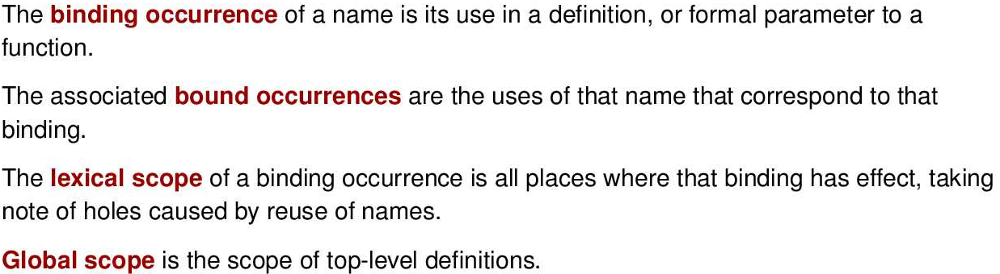 The binding occurrence of a name is its use in a definition, or formal parameter to a
function.
The associated bound occurrences are the uses of that name that correspond to that
binding.
The lexical scope of a binding occurrence is all places where that binding has effect, taking
note of holes caused by reuse of names.
Global scope is the scope of top-level definitions.